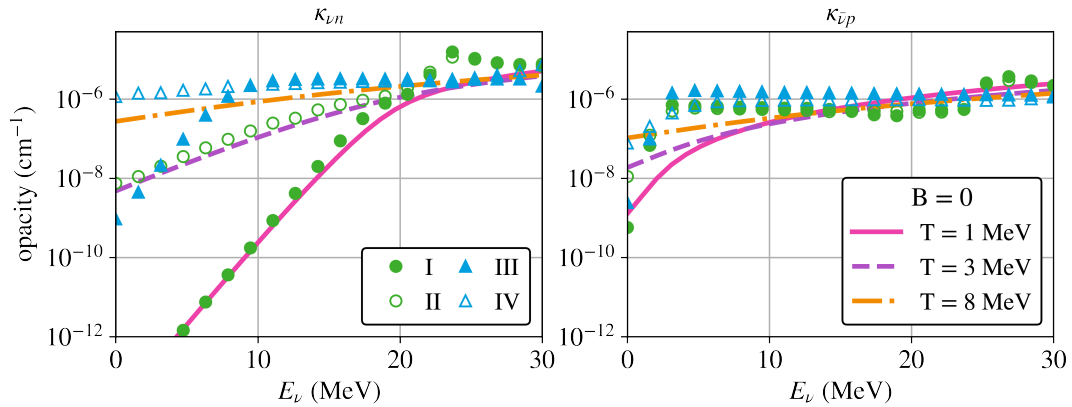 κνn
κν̄p
opacity (cm⁻¹)
10⁻⁶
10⁻⁸
10⁻¹⁰
10⁻¹²
I
II
III
IV
0
10
20
30
Eν (MeV)
10⁻⁶
10⁻⁸
10⁻¹⁰
10⁻¹²
B = 0
T = 1 MeV
T = 3 MeV
T = 8 MeV
0
10
20
30
Eν (MeV)